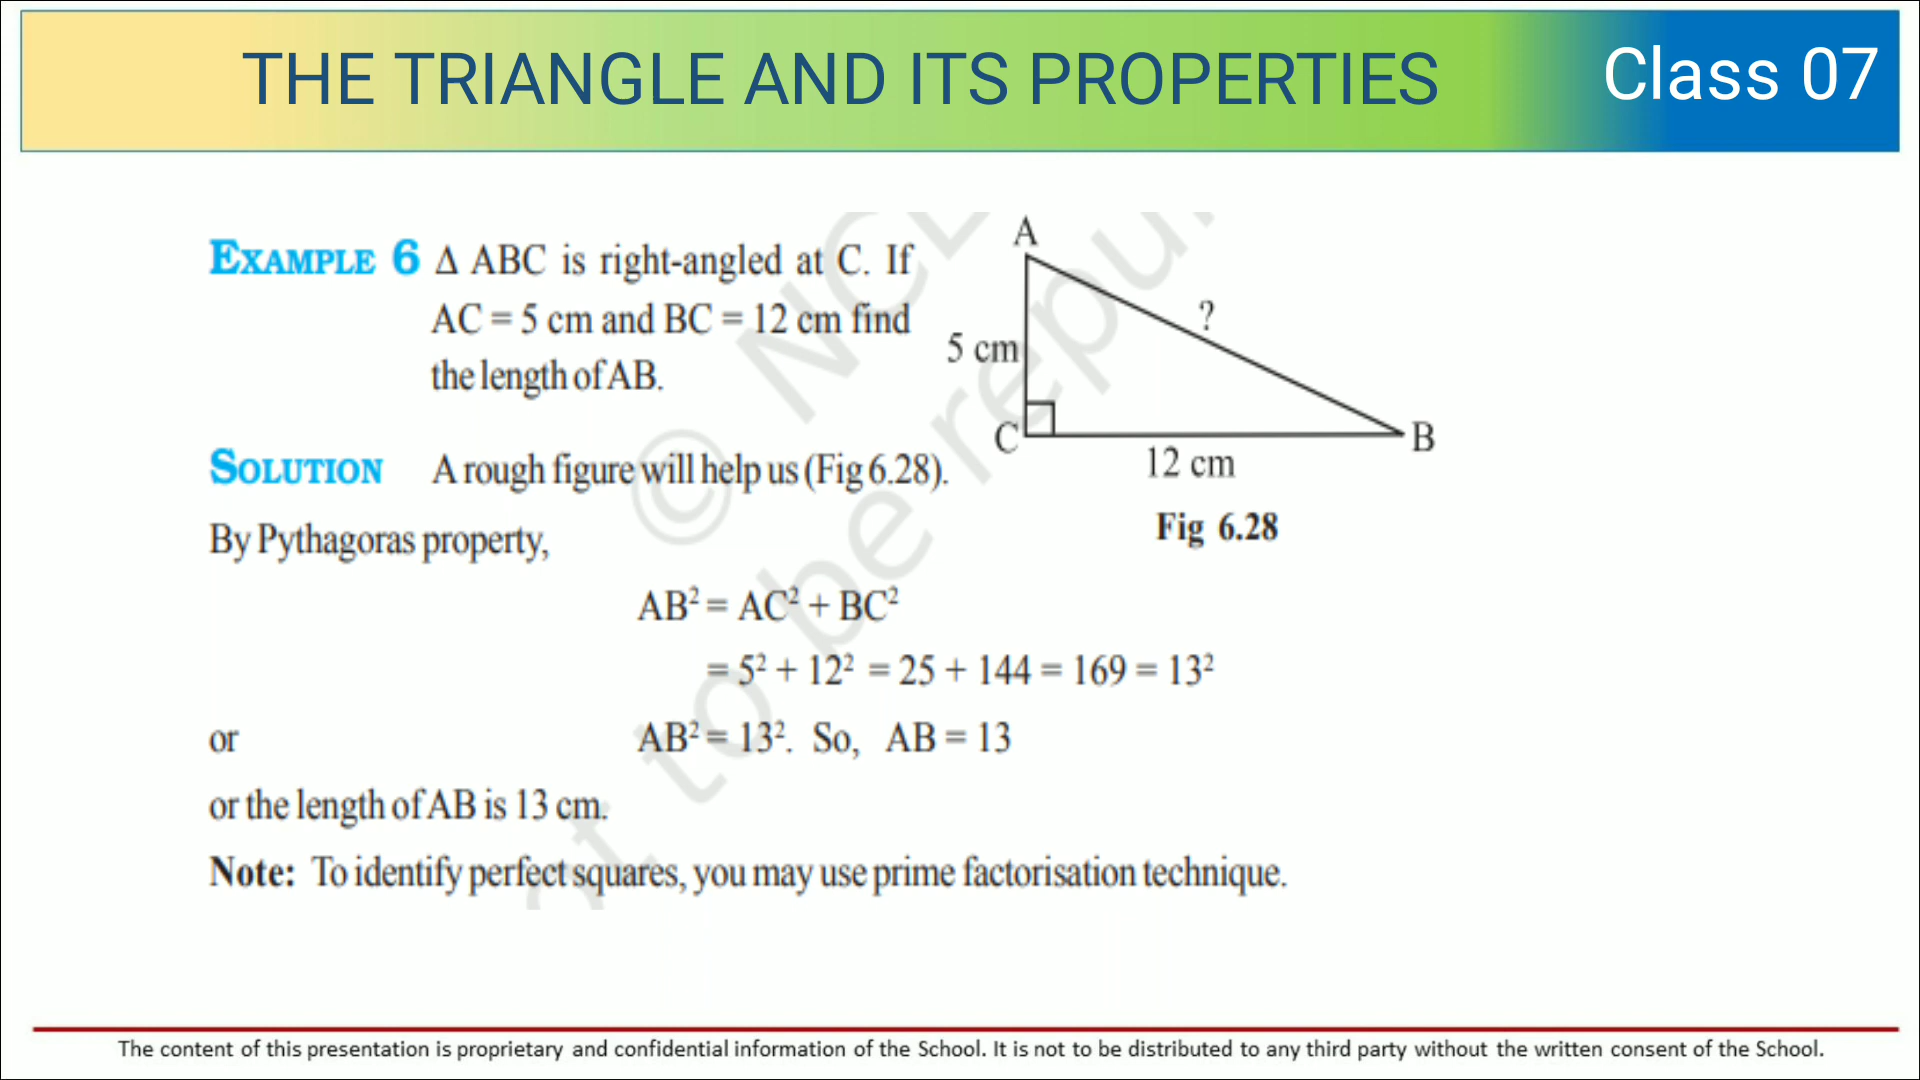 THE TRIANGLE AND ITS PROPERTIES
Class 07
EXAMPLE 6 Δ ABC is right-angled at C. If
AC = 5 cm and BC = 12 cm find
the length of AB.
A
?
5 cm
C
B
12 cm
Fig 6.28
SOLUTION A rough figure will help us (Fig 6.28).
By Pythagoras property,
AB² = AC² + BC²
= 5² + 12² = 25 + 144 = 169 = 13²
or AB² = 13². So, AB = 13
or the length of AB is 13 cm.
Note: To identify perfect squares, you may use prime factorisation technique.
The content of this presentation is proprietary and confidential information of the School. It is not to be distributed to any third party without the written consent of the School.